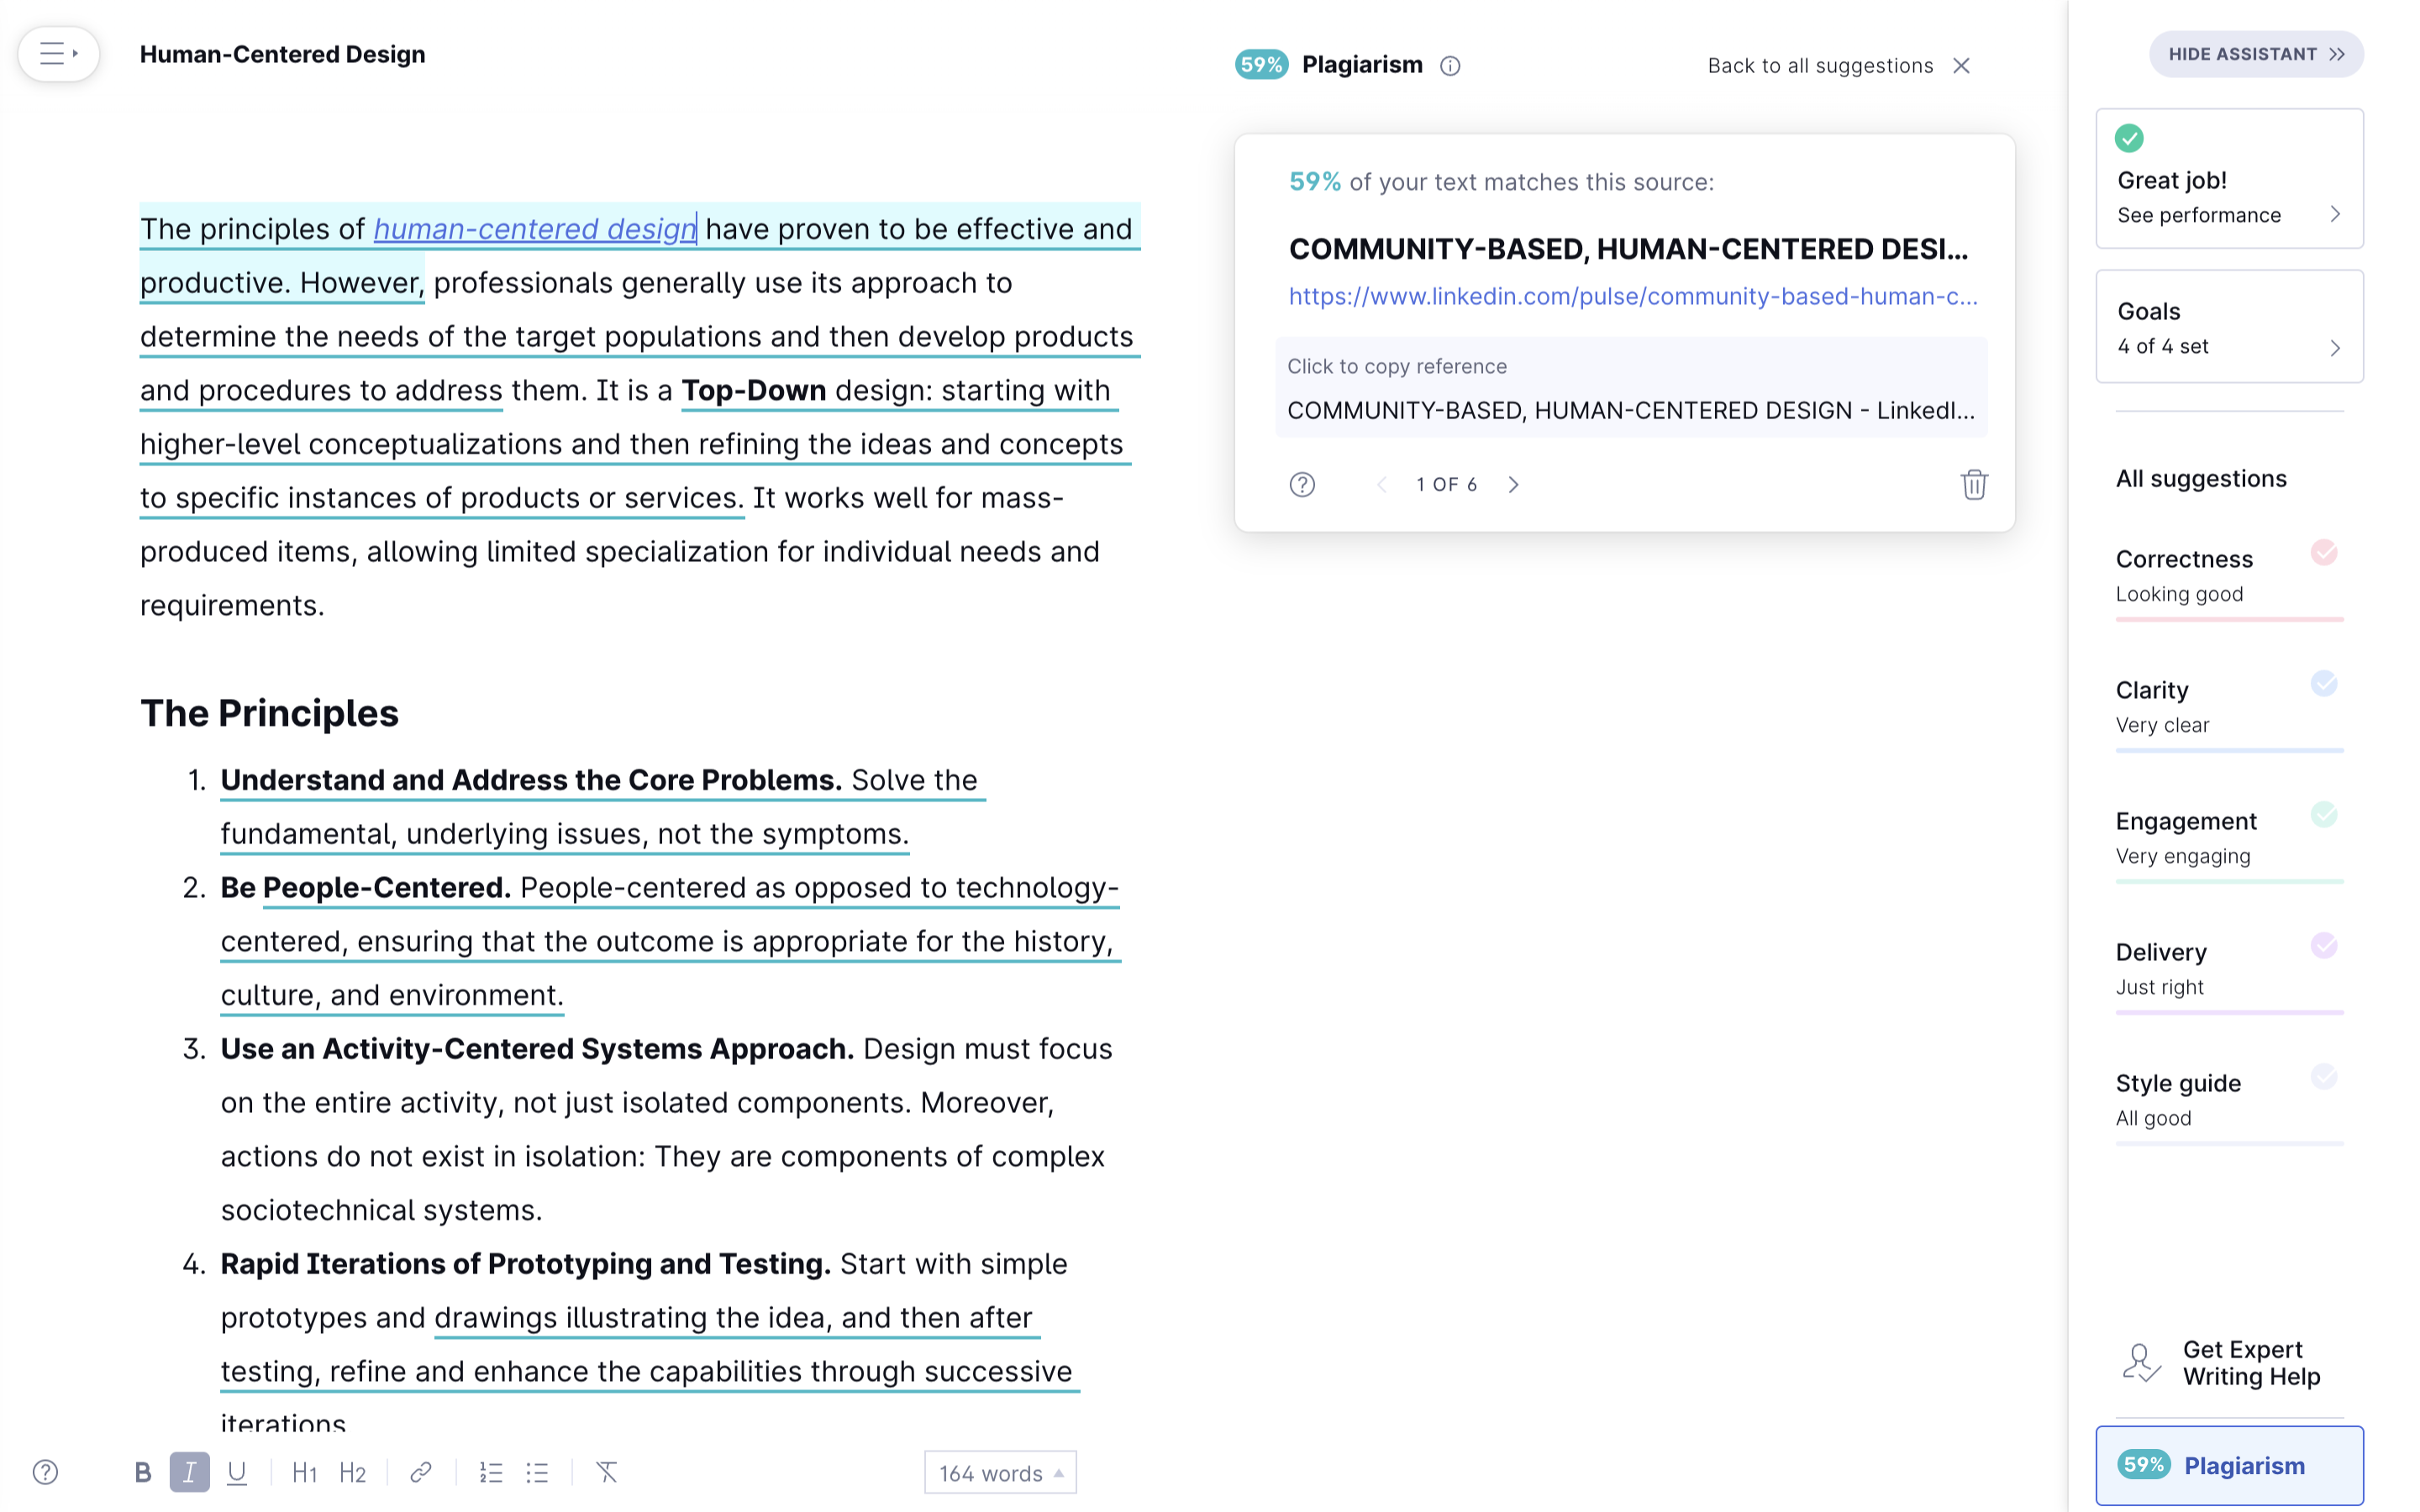 Human-Centered Design
The principles of human-centered design have proven to be effective and
productive. However, professionals generally use its approach to
determine the needs of the target populations and then develop products
and procedures to address them. It is a Top-Down design: starting with
higher-level conceptualizations and then refining the ideas and concepts
to specific instances of products or services. It works well for mass-
produced items, allowing limited specialization for individual needs and
requirements.
The Principles
1. Understand and Address the Core Problems. Solve the
fundamental, underlying issues, not the symptoms.
2. Be People-Centered. People-centered as opposed to technology-
centered, ensuring that the outcome is appropriate for the history,
culture, and environment.
3. Use an Activity-Centered Systems Approach. Design must focus
on the entire activity, not just isolated components. Moreover,
actions do not exist in isolation: They are components of complex
sociotechnical systems.
4. Rapid Iterations of Prototyping and Testing. Start with simple
prototypes and drawings illustrating the idea, and then after
testing, refine and enhance the capabilities through successive
iterations
B I U H1 H2
164 words
59% Plagiarism
Back to all suggestions
59% of your text matches this source:
COMMUNITY-BASED, HUMAN-CENTERED DESI...
https://www.linkedin.com/pulse/community-based-human-c...
Click to copy reference
COMMUNITY-BASED, HUMAN-CENTERED DESIGN - LinkedI...
1 OF 6
HIDE ASSISTANT
Great job!
See performance
Goals
4 of 4 set
All suggestions
Correctness
Looking good
Clarity
Very clear
Engagement
Very engaging
Delivery
Just right
Style guide
All good
Get Expert
Writing Help
59% Plagiarism